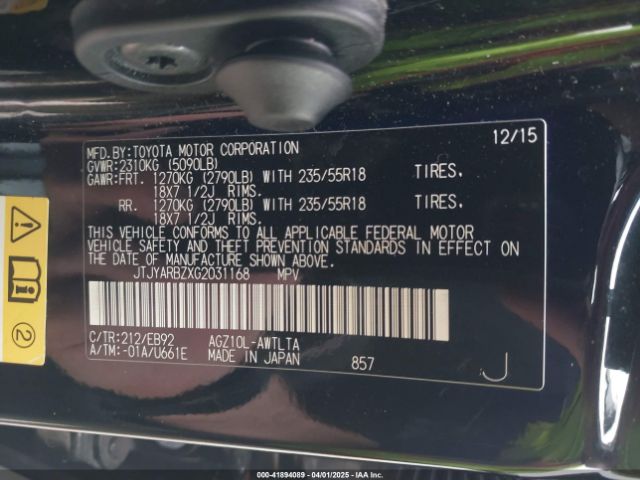 12/15
MFD.BY:TOYOTA MOTOR CORPORATION
GVWR:2310KG (5090LB)
GAWR:FRT. 1270KG (2790LB) WITH 235/55R18 TIRES.
18X7 1/2J RIMS.
RR. 1270KG (2790LB) WITH 235/55R18 TIRES.
18X7 1/2J RIMS.
THIS VEHICLE CONFORMS TO ALL APPLICABLE FEDERAL MOTOR
VEHICLE SAFETY AND THEFT PREVENTION STANDARDS IN EFFECT ON
THE DATE OF MANUFACTURE SHOWN ABOVE.
JTJYARBZXG2031168 MPV
C/TR:212/EB92 AGZ10L-AWTLTA
A/TM:-01A/U661E MADE IN JAPAN 857
J
2
000-41894089 - 04/01/2025 - IAA, Inc.